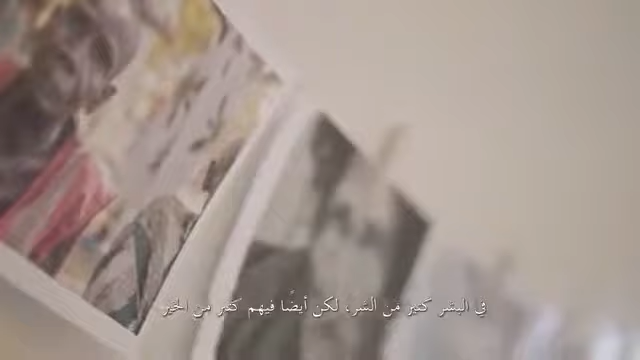 في البشر كثير من الشر، لكن أيضًا فيهم كثير من الخير